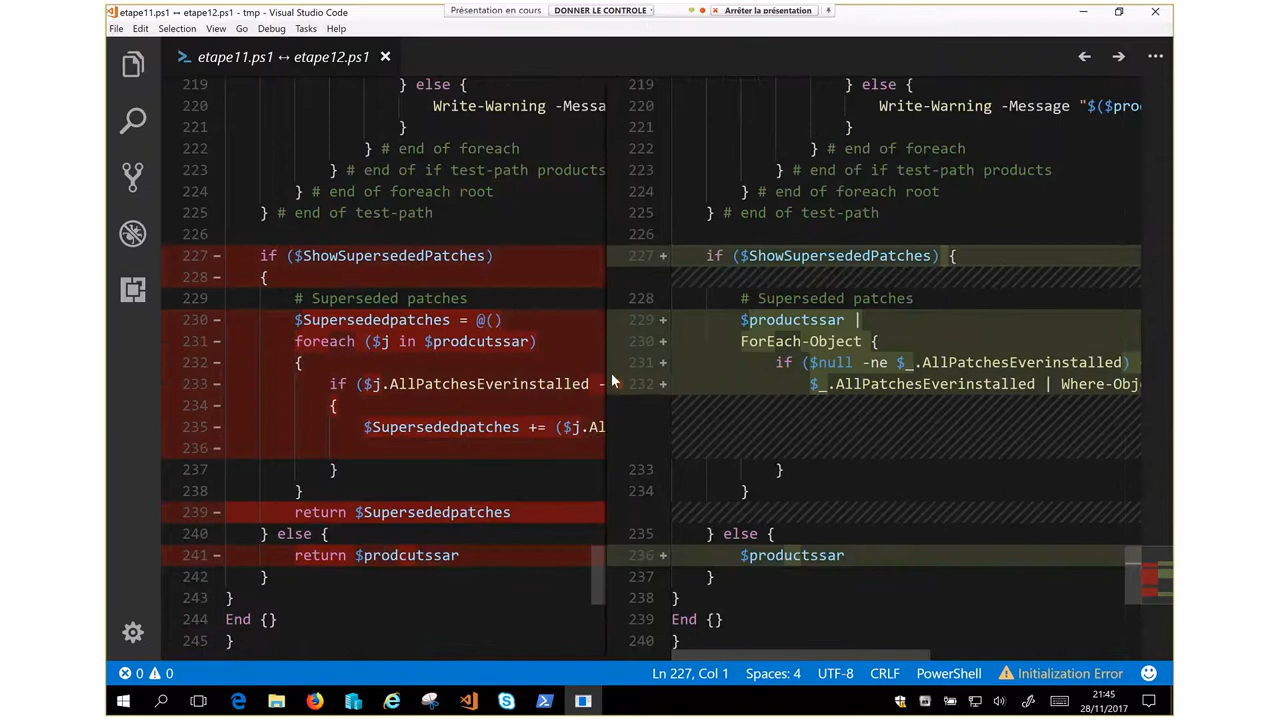 etape11.ps1 ↔ etape12.ps1 - tmp - Visual Studio Code
Présentation en cours
DONNER LE CONTROLE
Arrêter la présentation
File Edit Selection View Go Debug Tasks Help
etape11.ps1 ↔ etape12.ps1
219 } else {
220 Write-Warning -Messa
221 }
222 } # end of foreach
223 } # end of if test-path products
224 } # end of foreach root
225 } # end of test-path
226
227 - if ($ShowSupersededPatches)
228 - {
229 # Superseded patches
230 - $Supersededpatches = @()
231 - foreach ($j in $prodcutssar)
232 - {
233 - if ($j.AllPatchesEverinstalled -
234 - {
235 - $Supersededpatches += ($j.Al
236 -
237 }
238 }
239 - return $Supersededpatches
240 } else {
241 - return $prodcutssar
242 }
243 }
244 End {}
245 }
219 } else {
220 Write-Warning -Message "$($pro
221 }
222 } # end of foreach
223 } # end of if test-path products
224 } # end of foreach root
225 } # end of test-path
226
227 + if ($ShowSupersededPatches) {
228 # Superseded patches
229 + $productssar |
230 + ForEach-Object {
231 + if ($null -ne $_.AllPatchesEverinstalled)
232 + $_.AllPatchesEverinstalled | Where-Obj
233 }
234 }
235 } else {
236 + $productssar
237 }
238 }
239 End {}
240 }
0 0
Ln 227, Col 1 Spaces: 4 UTF-8 CRLF PowerShell Initialization Error
21:45
28/11/2017